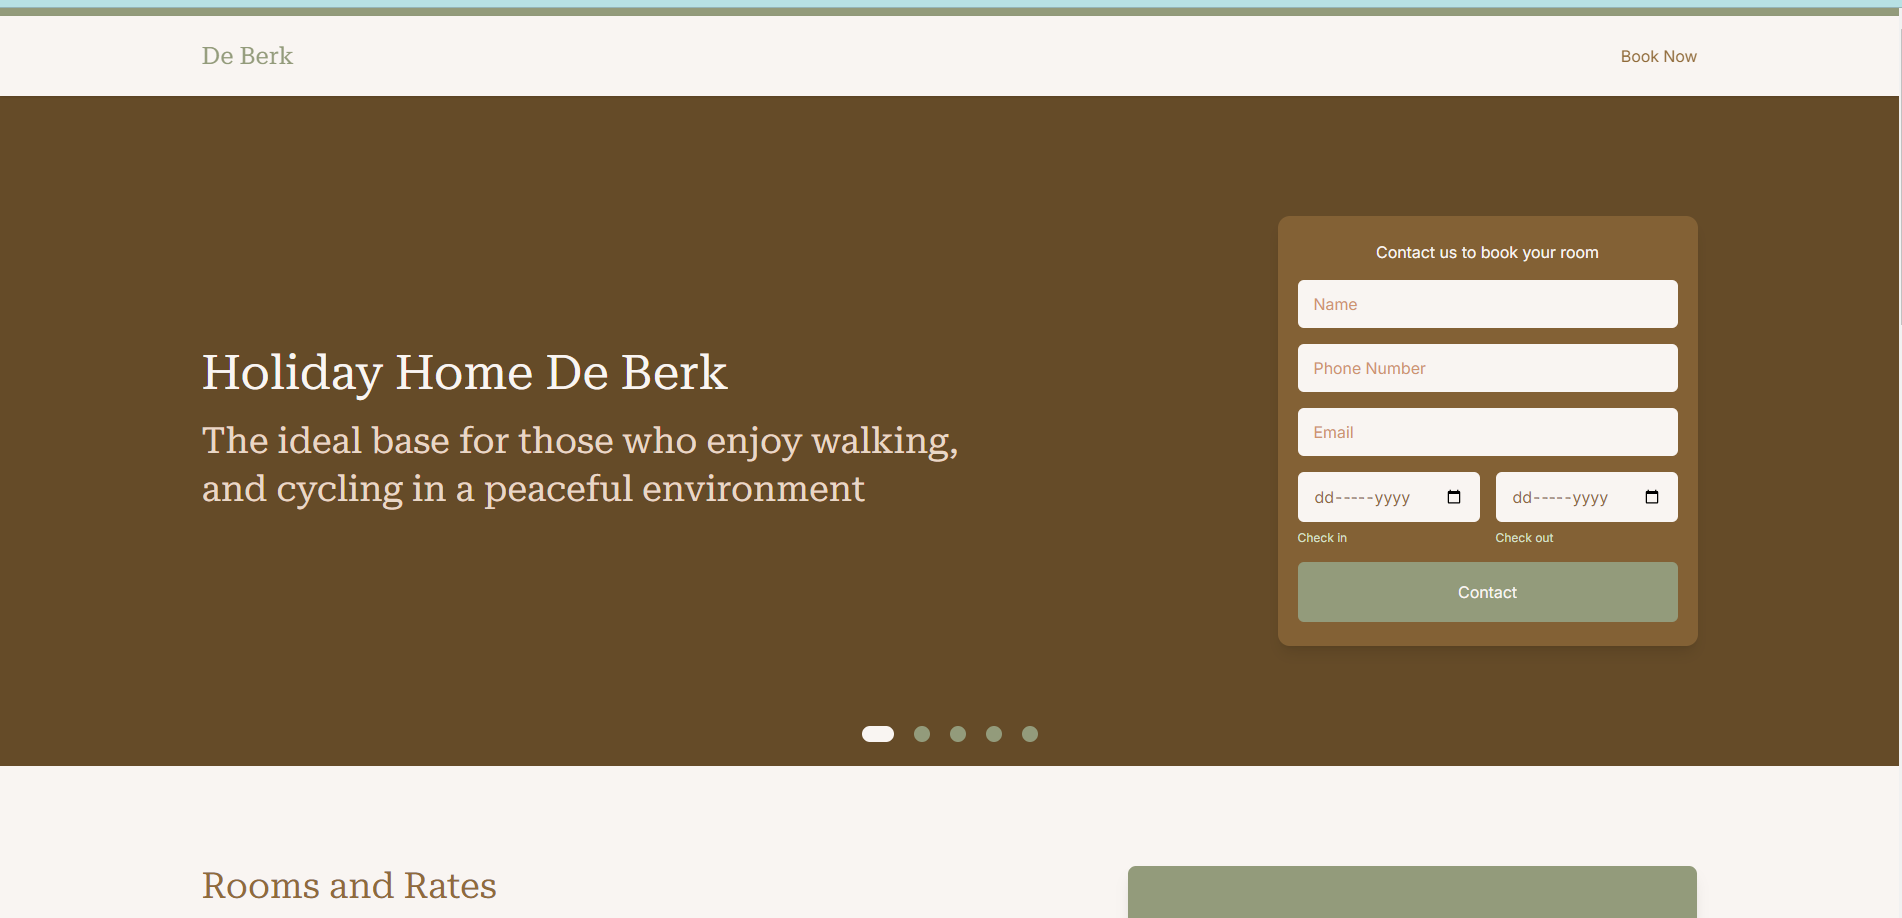 De Berk
Book Now
Holiday Home De Berk
The ideal base for those who enjoy walking,
and cycling in a peaceful environment
Contact us to book your room
Name
Phone Number
Email
dd-----yyyy
dd-----yyyy
Check in
Check out
Contact
Rooms and Rates